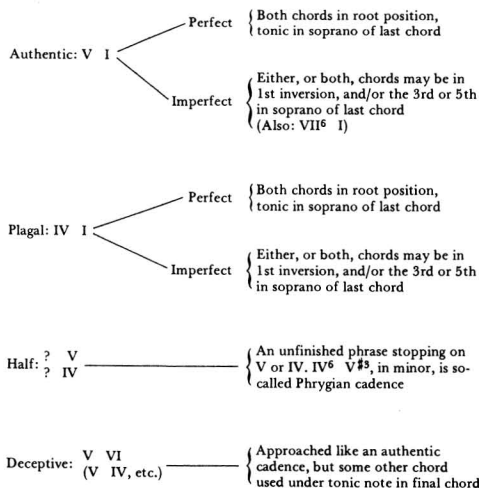 Perfect
Both chords in root position,
tonic in soprano of last chord
Authentic: V I
Imperfect
Either, or both, chords may be in
1st inversion, and/or the 3rd or 5th
in soprano of last chord
(Also: VII⁶ I)
Perfect
Both chords in root position,
tonic in soprano of last chord
Plagal: IV I
Imperfect
Either, or both, chords may be in
1st inversion, and/or the 3rd or 5th
in soprano of last chord
Half: ? V
? IV
An unfinished phrase stopping on
V or IV. IV⁶ V♯³, in minor, is so-
called Phrygian cadence
Deceptive: V VI
(V IV, etc.)
Approached like an authentic
cadence, but some other chord
used under tonic note in final chord